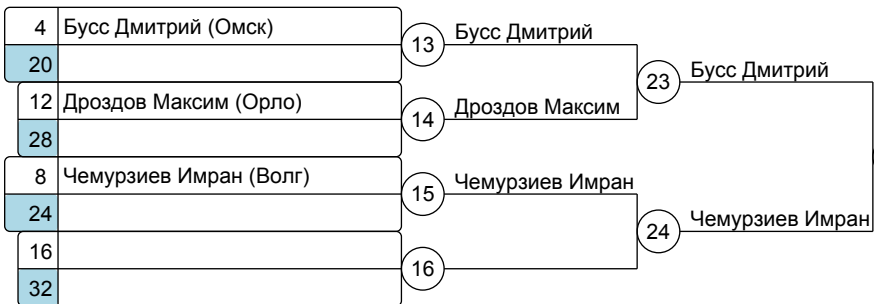 4 Бусс Дмитрий (Омск)
20
12 Дроздов Максим (Орло)
28
8 Чемурзиев Имран (Волг)
24
16
32
13 Бусс Дмитрий
14 Дроздов Максим
15 Чемурзиев Имран
16
23 Бусс Дмитрий
24 Чемурзиев Имран